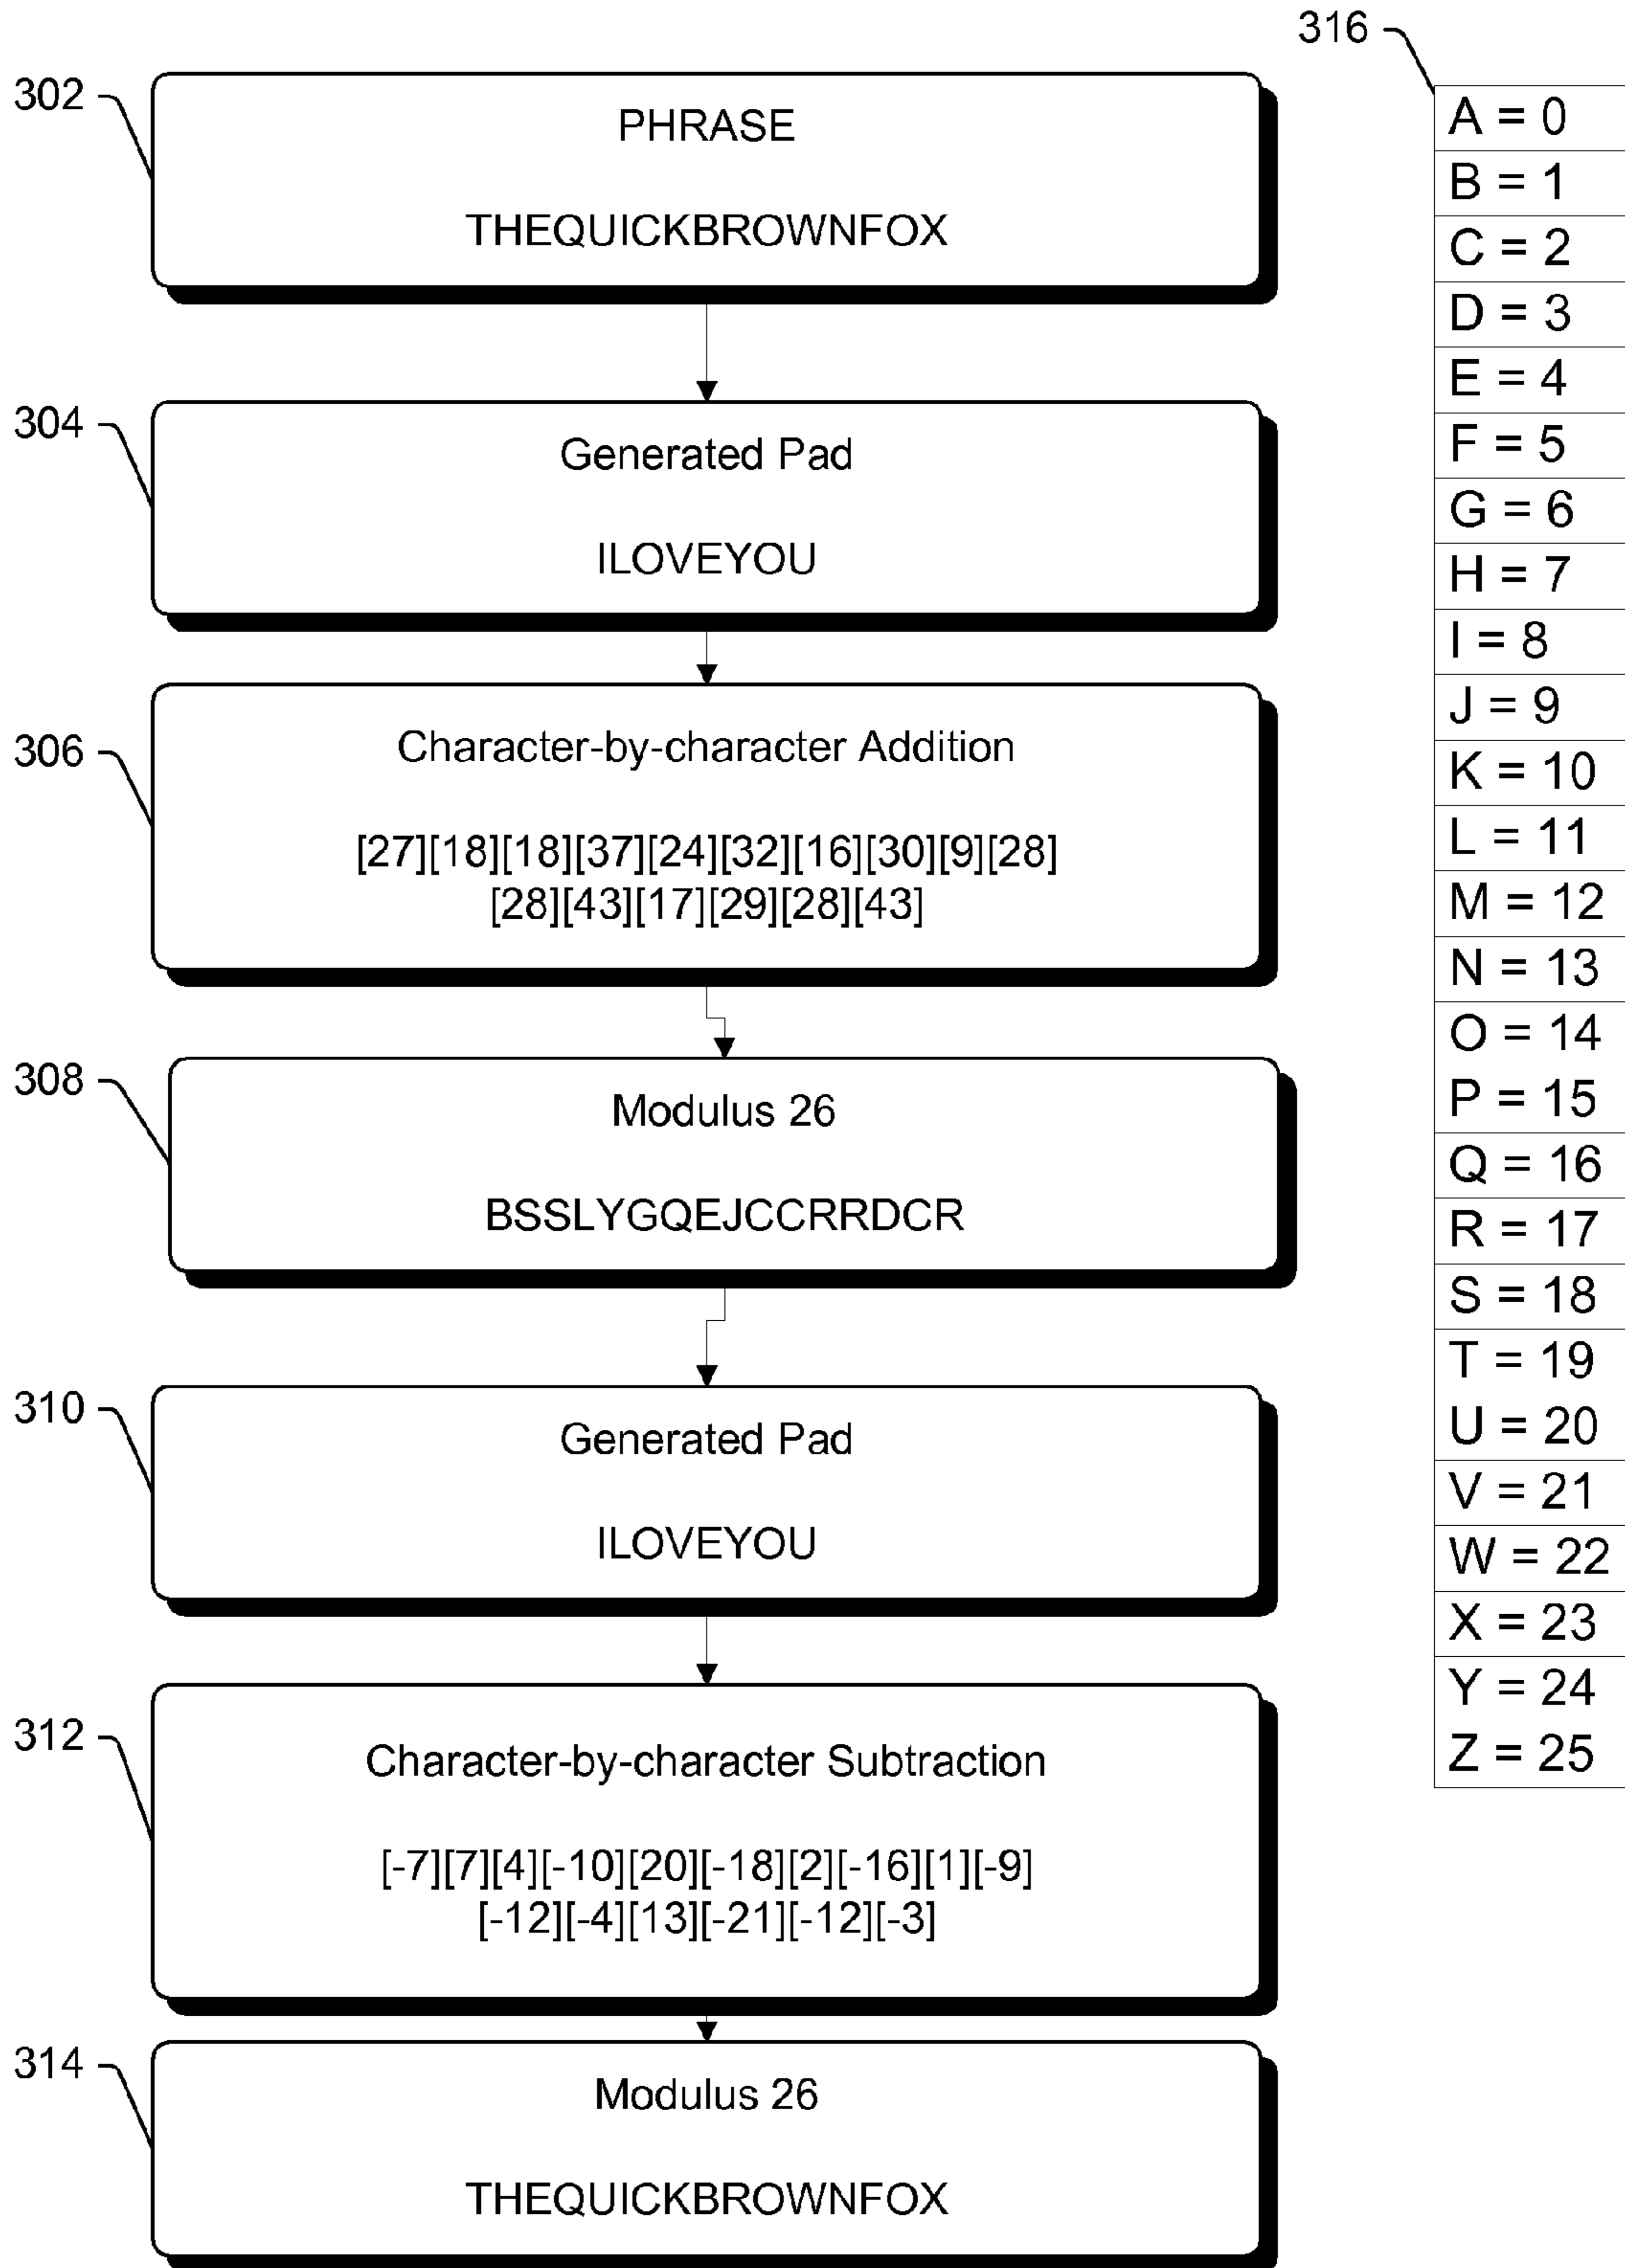 302
PHRASE
THEQUICKBROWNFOX
304
Generated Pad
ILOVEYOU
306
Character-by-character Addition
[27][18][18][37][24][32][16][30][9][28]
[28][43][17][29][28][43]
308
Modulus 26
BSSLYGQEJCCRRDCR
310
Generated Pad
ILOVEYOU
312
Character-by-character Subtraction
[-7][7][4][-10][20][-18][2][-16][1][-9]
[-12][-4][13][-21][-12][-3]
314
Modulus 26
THEQUICKBROWNFOX
316
A = 0
B = 1
C = 2
D = 3
E = 4
F = 5
G = 6
H = 7
I = 8
J = 9
K = 10
L = 11
M = 12
N = 13
O = 14
P = 15
Q = 16
R = 17
S = 18
T = 19
U = 20
V = 21
W = 22
X = 23
Y = 24
Z = 25